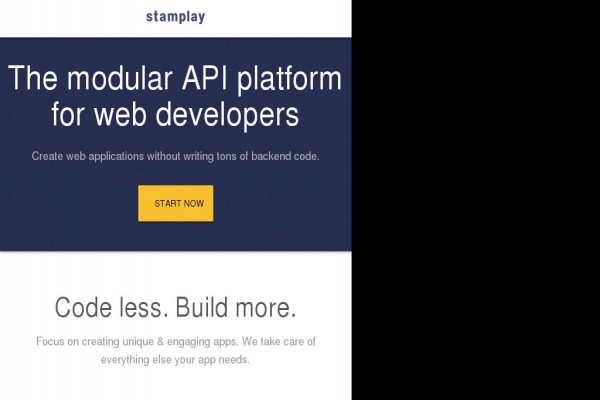 stamplay
The modular API platform
for web developers
Create web applications without writing tons of backend code.
START NOW
Code less. Build more.
Focus on creating unique & engaging apps. We take care of
everything else your app needs.